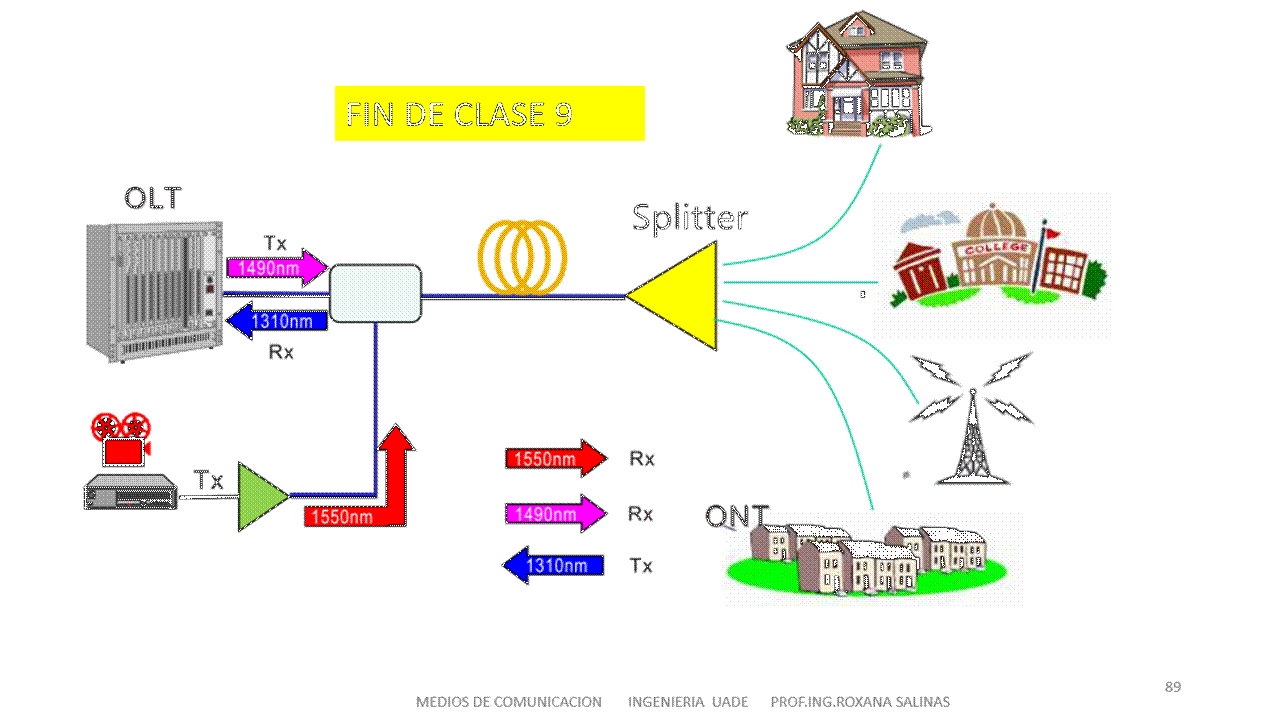 FIN DE CLASE 9
OLT
Splitter
COLLEGE
Tx
1490nm
1310nm
Rx
Tx
1550nm
1550nm Rx
1490nm Rx
1310nm Tx
ONT
89
MEDIOS DE COMUNICACION INGENIERIA UADE PROF.ING.ROXANA SALINAS